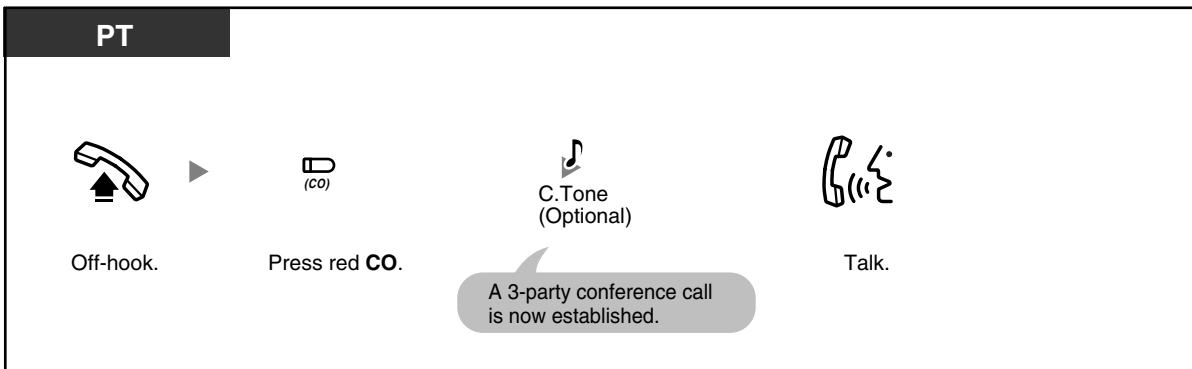 PT
(CO)
C.Tone
(Optional)
Off-hook.
Press red CO.
Talk.
A 3-party conference call
is now established.